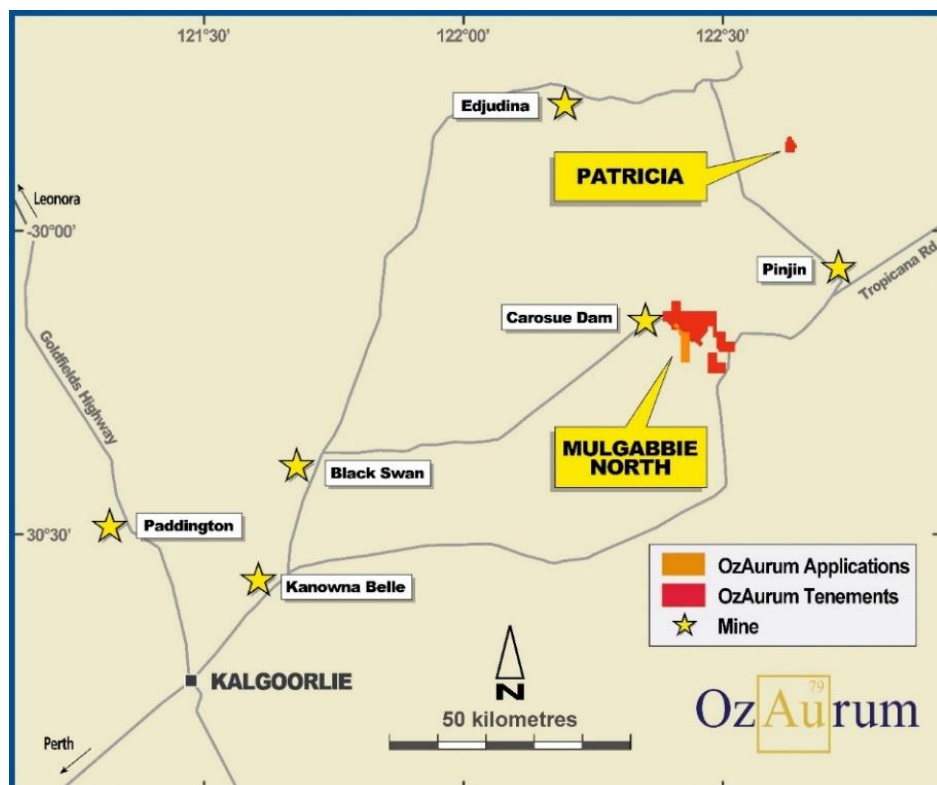 121°30'
122°00'
122°30'
Edjudina
PATRICIA
Leonora
-30°00'
Pinjin
Tropicana Rd
Carosue Dam
Goldfields Highway
MULGABBIE
NORTH
Black Swan
Paddington
30°30'
Kanowna Belle
OzAurum Applications
OzAurum Tenements
Mine
KALGOORLIE
N
50 kilometres
79
OzAurum
Perth